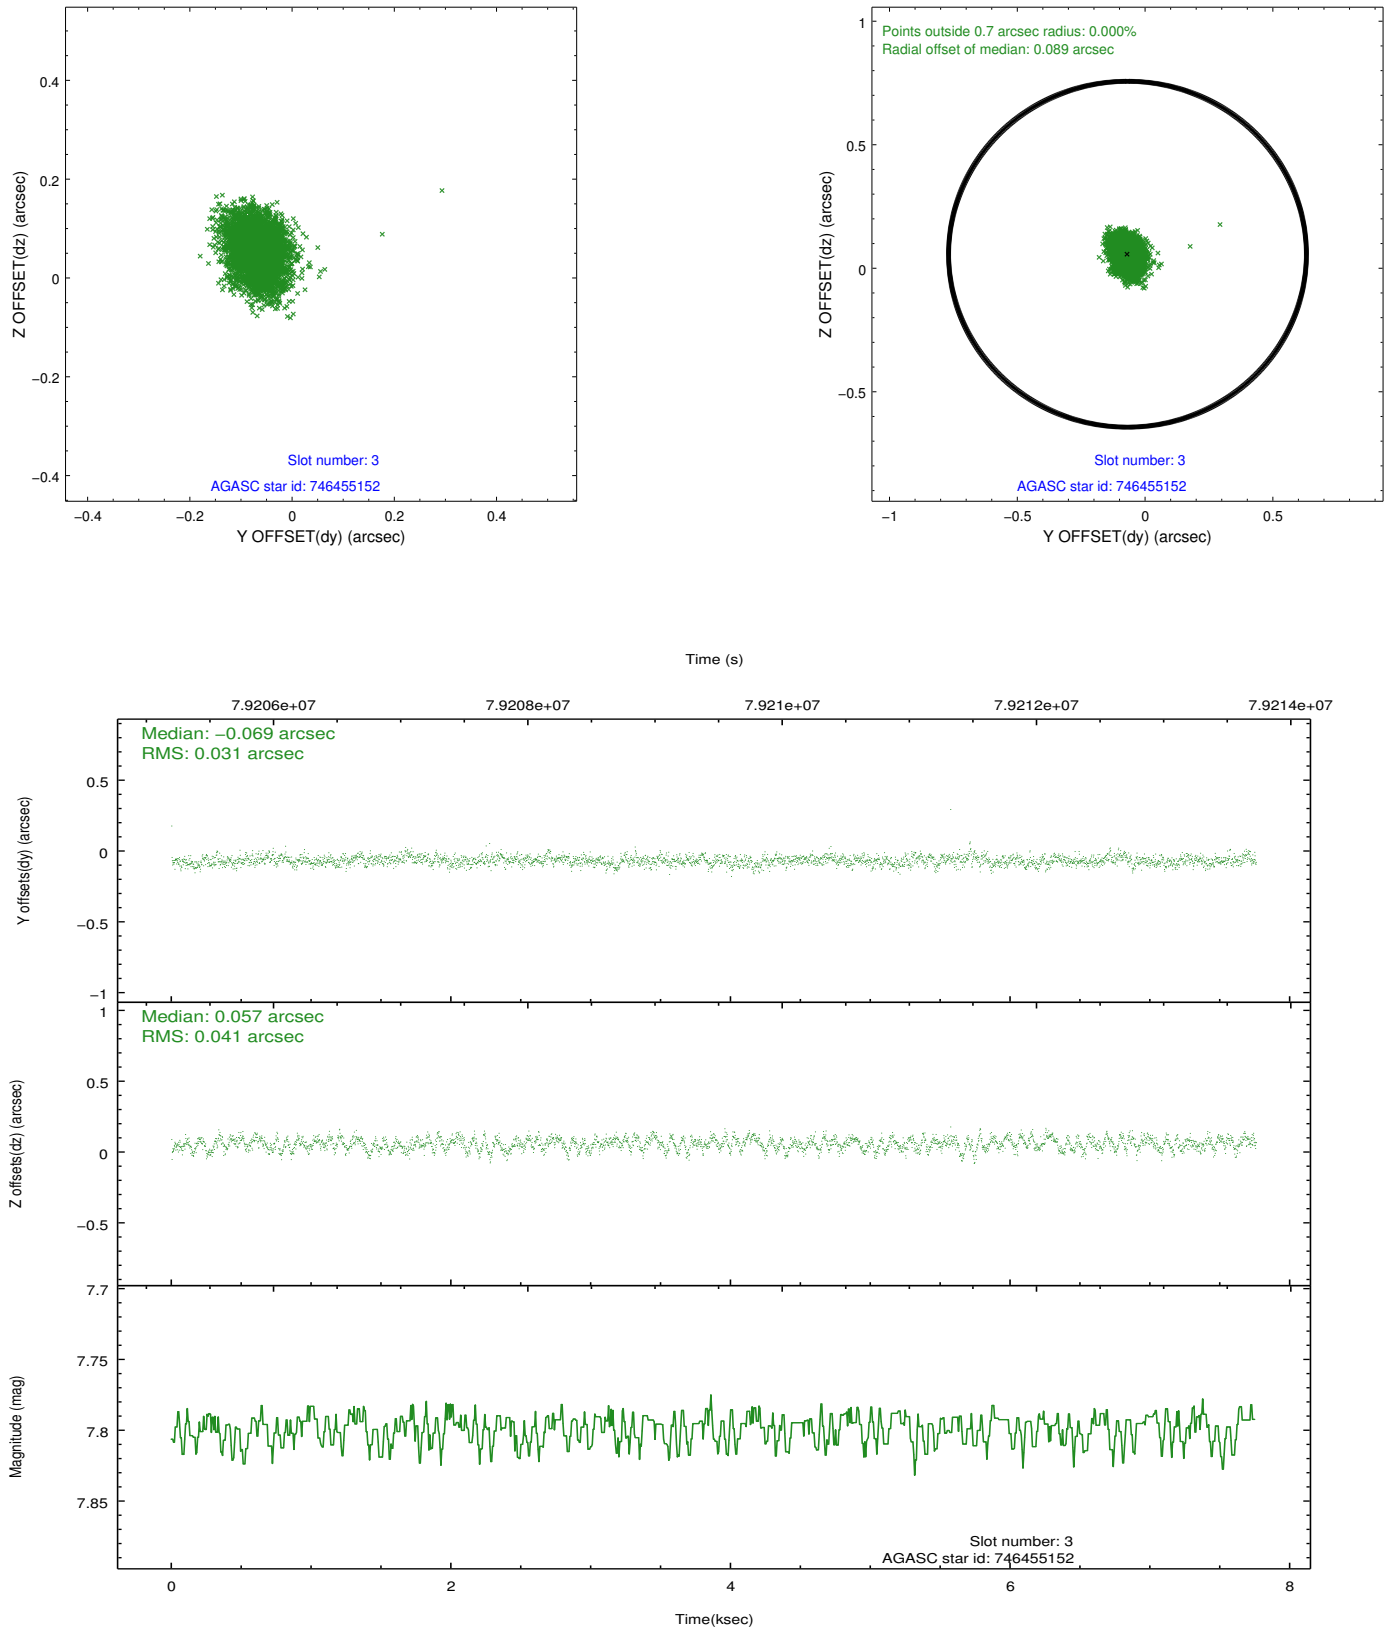 0.4
0.2
0
−0.2
−0.4
Z OFFSET(dz) (arcsec)
Slot number: 3
AGASC star id: 746455152
−0.4
−0.2
0
0.2
0.4
Y OFFSET(dy) (arcsec)
Points outside 0.7 arcsec radius: 0.000%
Radial offset of median: 0.089 arcsec
1
0.5
0
−0.5
Z OFFSET(dz) (arcsec)
Slot number: 3
AGASC star id: 746455152
−1
−0.5
0
0.5
Y OFFSET(dy) (arcsec)
Time (s)
7.9206e+07
7.9208e+07
7.921e+07
7.9212e+07
7.9214e+07
Median: −0.069 arcsec
RMS: 0.031 arcsec
0.5
0
−0.5
−1
Y offsets(dy) (arcsec)
Median: 0.057 arcsec
RMS: 0.041 arcsec
1
0.5
0
−0.5
Z offsets(dz) (arcsec)
7.7
7.75
7.8
7.85
Magnitude (mag)
Slot number: 3
AGASC star id: 746455152
0
2
4
6
8
Time(ksec)